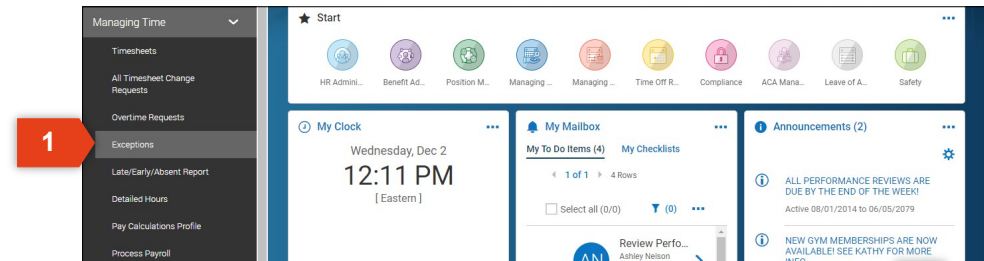 Managing Time
Timesheets
All Timesheet Change
Requests
Overtime Requests
1
Exceptions
Late/Early/Absent Report
Detailed Hours
Pay Calculations Profile
Process Payroll
Start
HR Admini...
Benefit Ad...
Position M...
Managing ...
Managing ...
Time Off R...
Compliance
ACA Mana...
Leave of A...
Safety
My Clock
Wednesday, Dec 2
12:11 PM
[ Eastern ]
My Mailbox
My To Do Items (4) My Checklists
1 of 1 4 Rows
Select all (0/0) (0)
AN
Review Perfo...
Ashley Nelson
Announcements (2)
ALL PERFORMANCE REVIEWS ARE
DUE BY THE END OF THE WEEK!
Active 08/01/2014 to 06/05/2079
NEW GYM MEMBERSHIPS ARE NOW
AVAILABLE! SEE KATHY FOR MORE